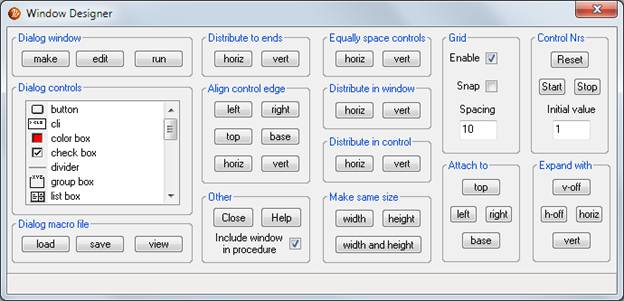 Window Designer
Dialog window
make edit run
Dialog controls
button
cli
color box
check box
divider
group box
list box
Dialog macro file
load save view
Distribute to ends
horiz vert
Align control edge
left right
top base
horiz vert
Other
Close Help
Include window
in procedure
Equally space controls
horiz vert
Distribute in window
horiz vert
Distribute in control
horiz vert
Make same size
width height
width and height
Grid
Enable
Snap
Spacing
10
Attach to
top
left right
base
Control Nrs
Reset
Start Stop
Initial value
1
Expand with
v-off
h-off horiz
vert